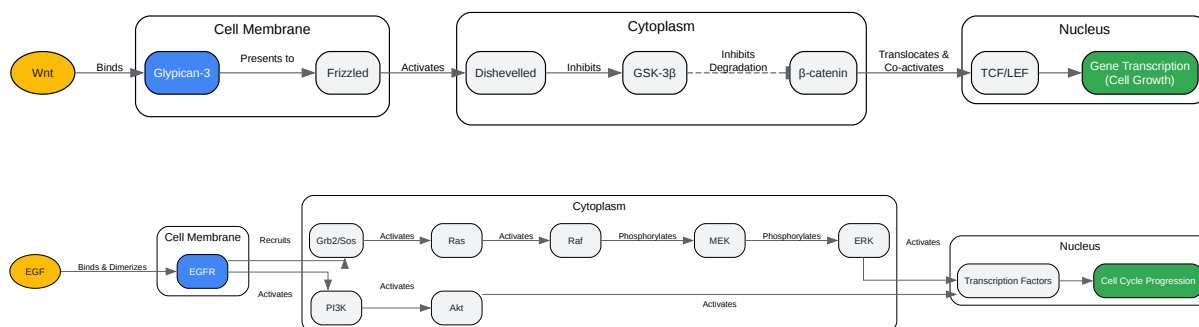 Cell Membrane
Cytoplasm
Nucleus
Wnt
Binds
Glypican-3
Presents to
Frizzled
Activates
Dishevelled
Inhibits
GSK-3β
Inhibits
Degradation
β-catenin
Translocates &
Co-activates
TCF/LEF
Gene Transcription
(Cell Growth)
Cytoplasm
Cell Membrane
Nucleus
EGF
Binds & Dimerizes
EGFR
Recruits
Grb2/Sos
Activates
Ras
Activates
Raf
Phosphorylates
MEK
Phosphorylates
ERK
Activates
Activates
PI3K
Activates
Akt
Activates
Transcription Factors
Cell Cycle Progression